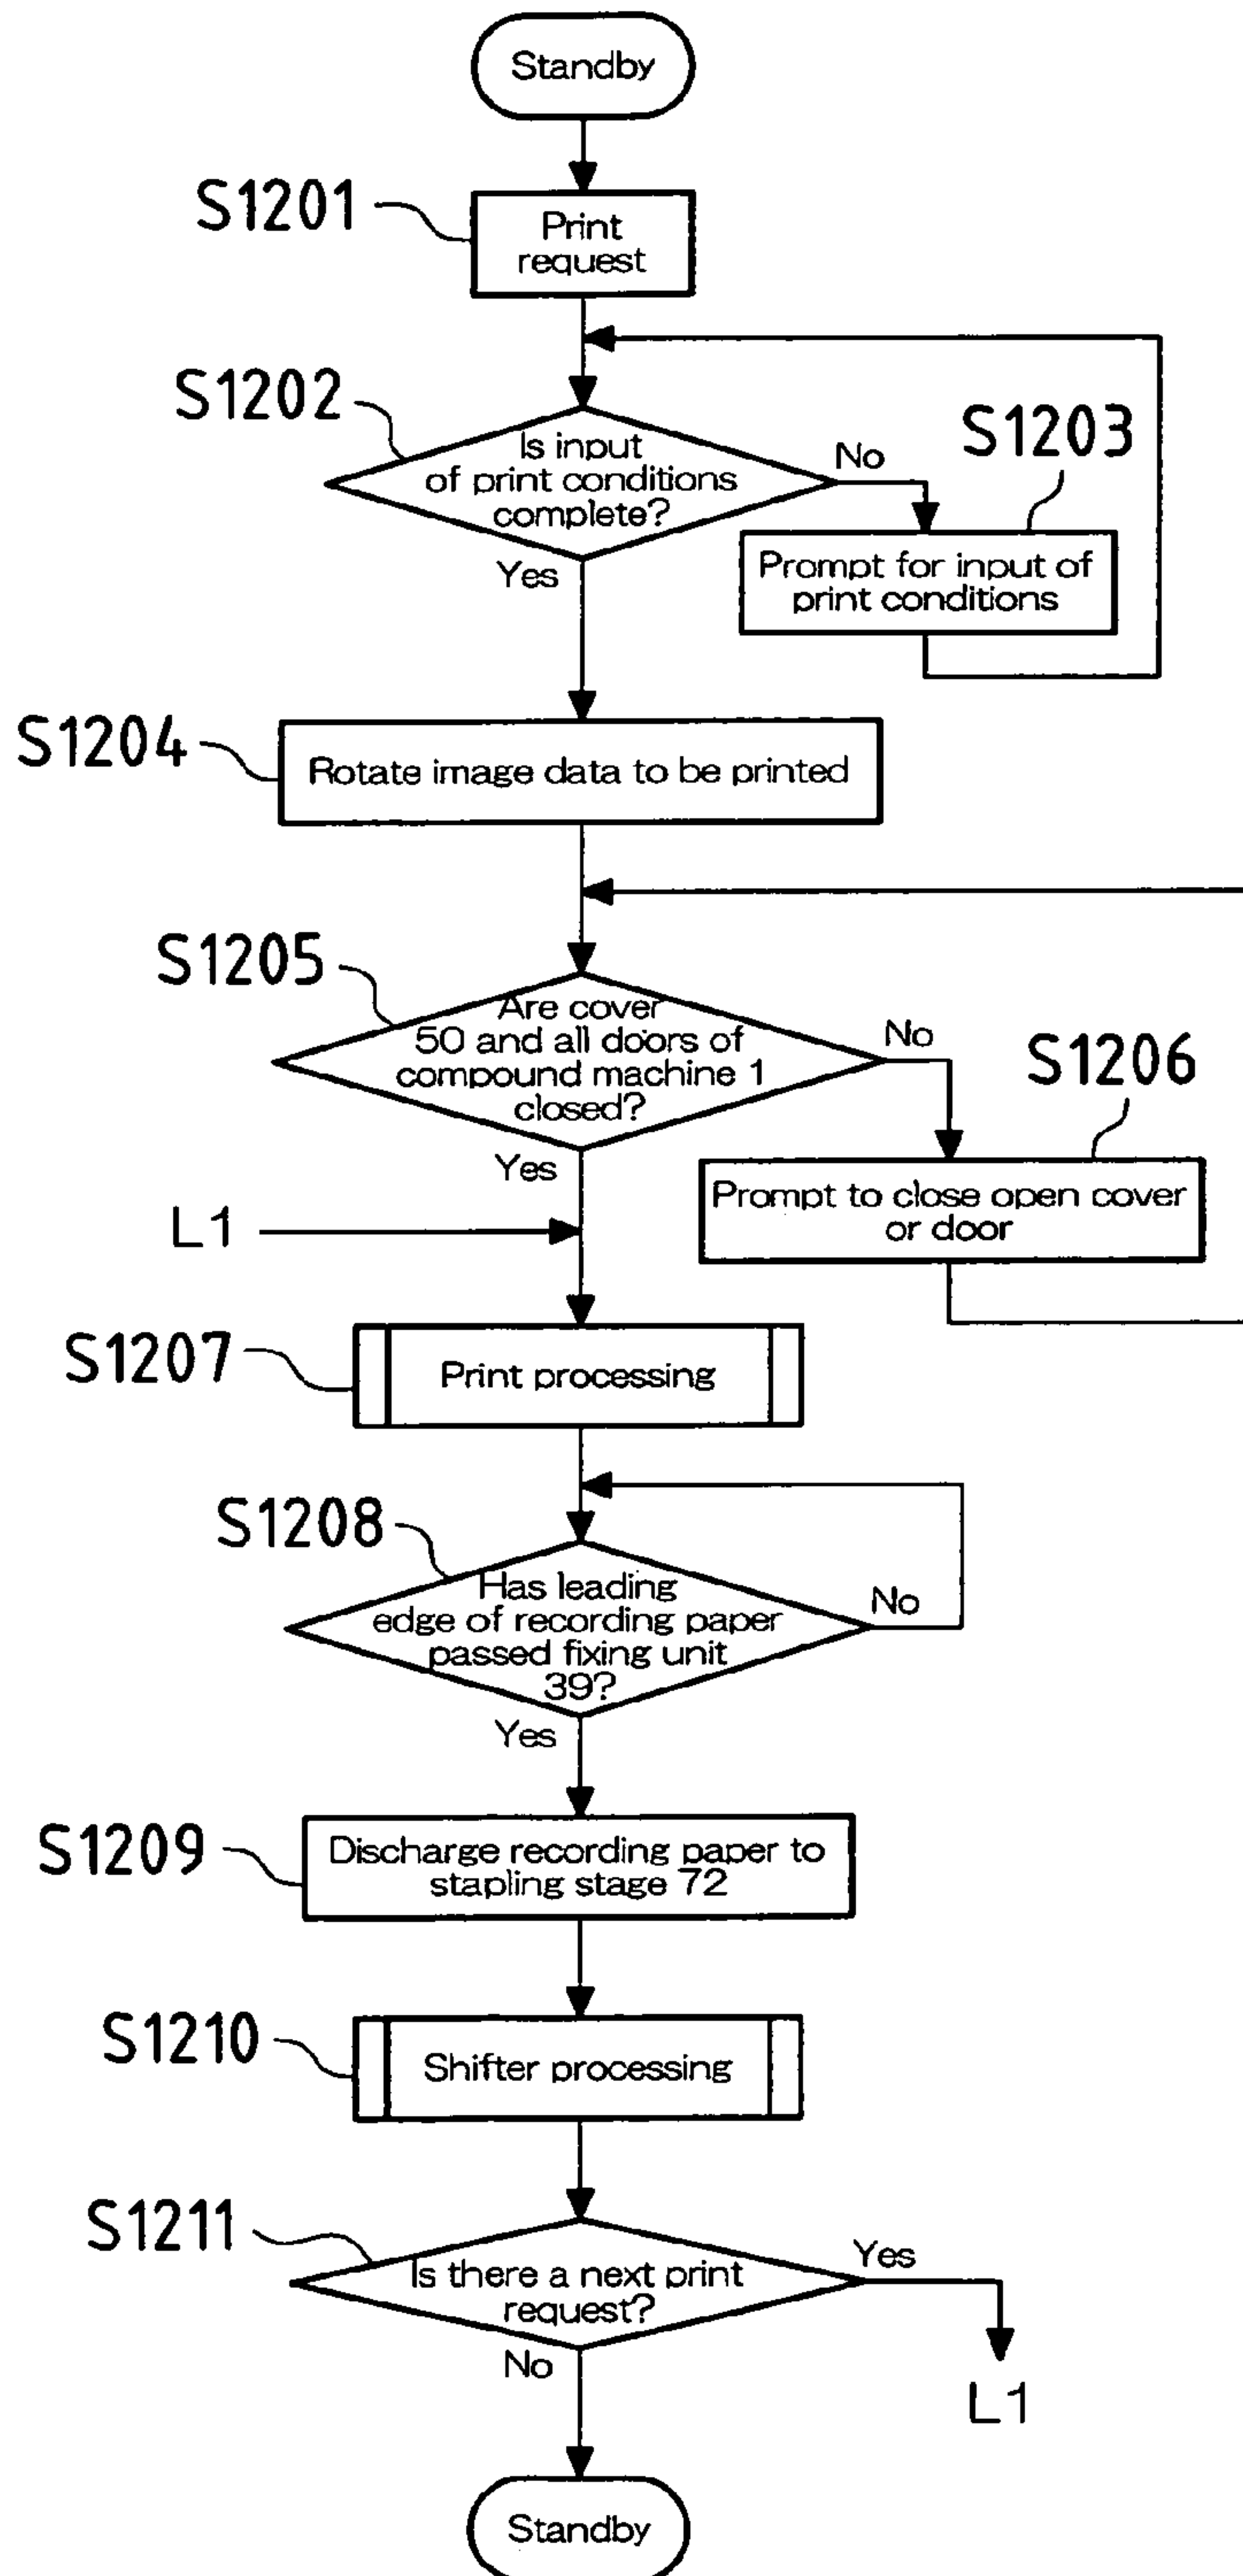 Standby
S1201
Print
request
S1202
Is input
of print conditions
complete?
No
S1203
Yes
Prompt for input of
print conditions
S1204
Rotate image data to be printed
S1205
Are cover
50 and all doors of
compound machine 1
closed?
No
S1206
Yes
Prompt to close open cover
or door
L1
S1207
Print processing
S1208
Has leading
edge of recording paper
passed fixing unit
39?
No
Yes
S1209
Discharge recording paper to
stapling stage 72
S1210
Shifter processing
S1211
Is there a next print
request?
Yes
No
L1
Standby